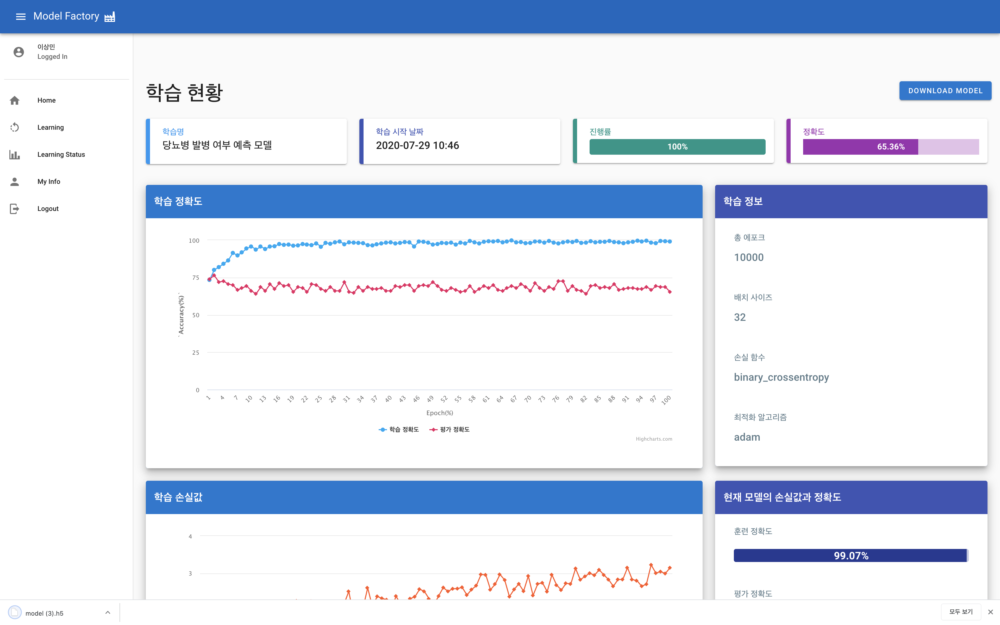 Model Factory
이상민
Logged In
Home
Learning
Learning Status
My Info
Logout
학습 현황
DOWNLOAD MODEL
학습명
당뇨병 발병 여부 예측 모델
학습 시작 날짜
2020-07-29 10:46
진행률
100%
정확도
65.36%
학습 정확도
100
75
50
25
0
`Accuracy(%)`
1 4 7 10 13 16 19 22 25 28 31 34 37 40 43 46 49 52 55 58 61 64 67 70 73 76 79 82 85 88 91 94 97 100
Epoch(%)
학습 정확도 평가 정확도
Highcharts.com
학습 정보
총 에포크
10000
배치 사이즈
32
손실 함수
binary_crossentropy
최적화 알고리즘
adam
학습 손실값
4
3
현재 모델의 손실값과 정확도
훈련 정확도
99.07%
평가 정확도
model (3).h5
모두 보기